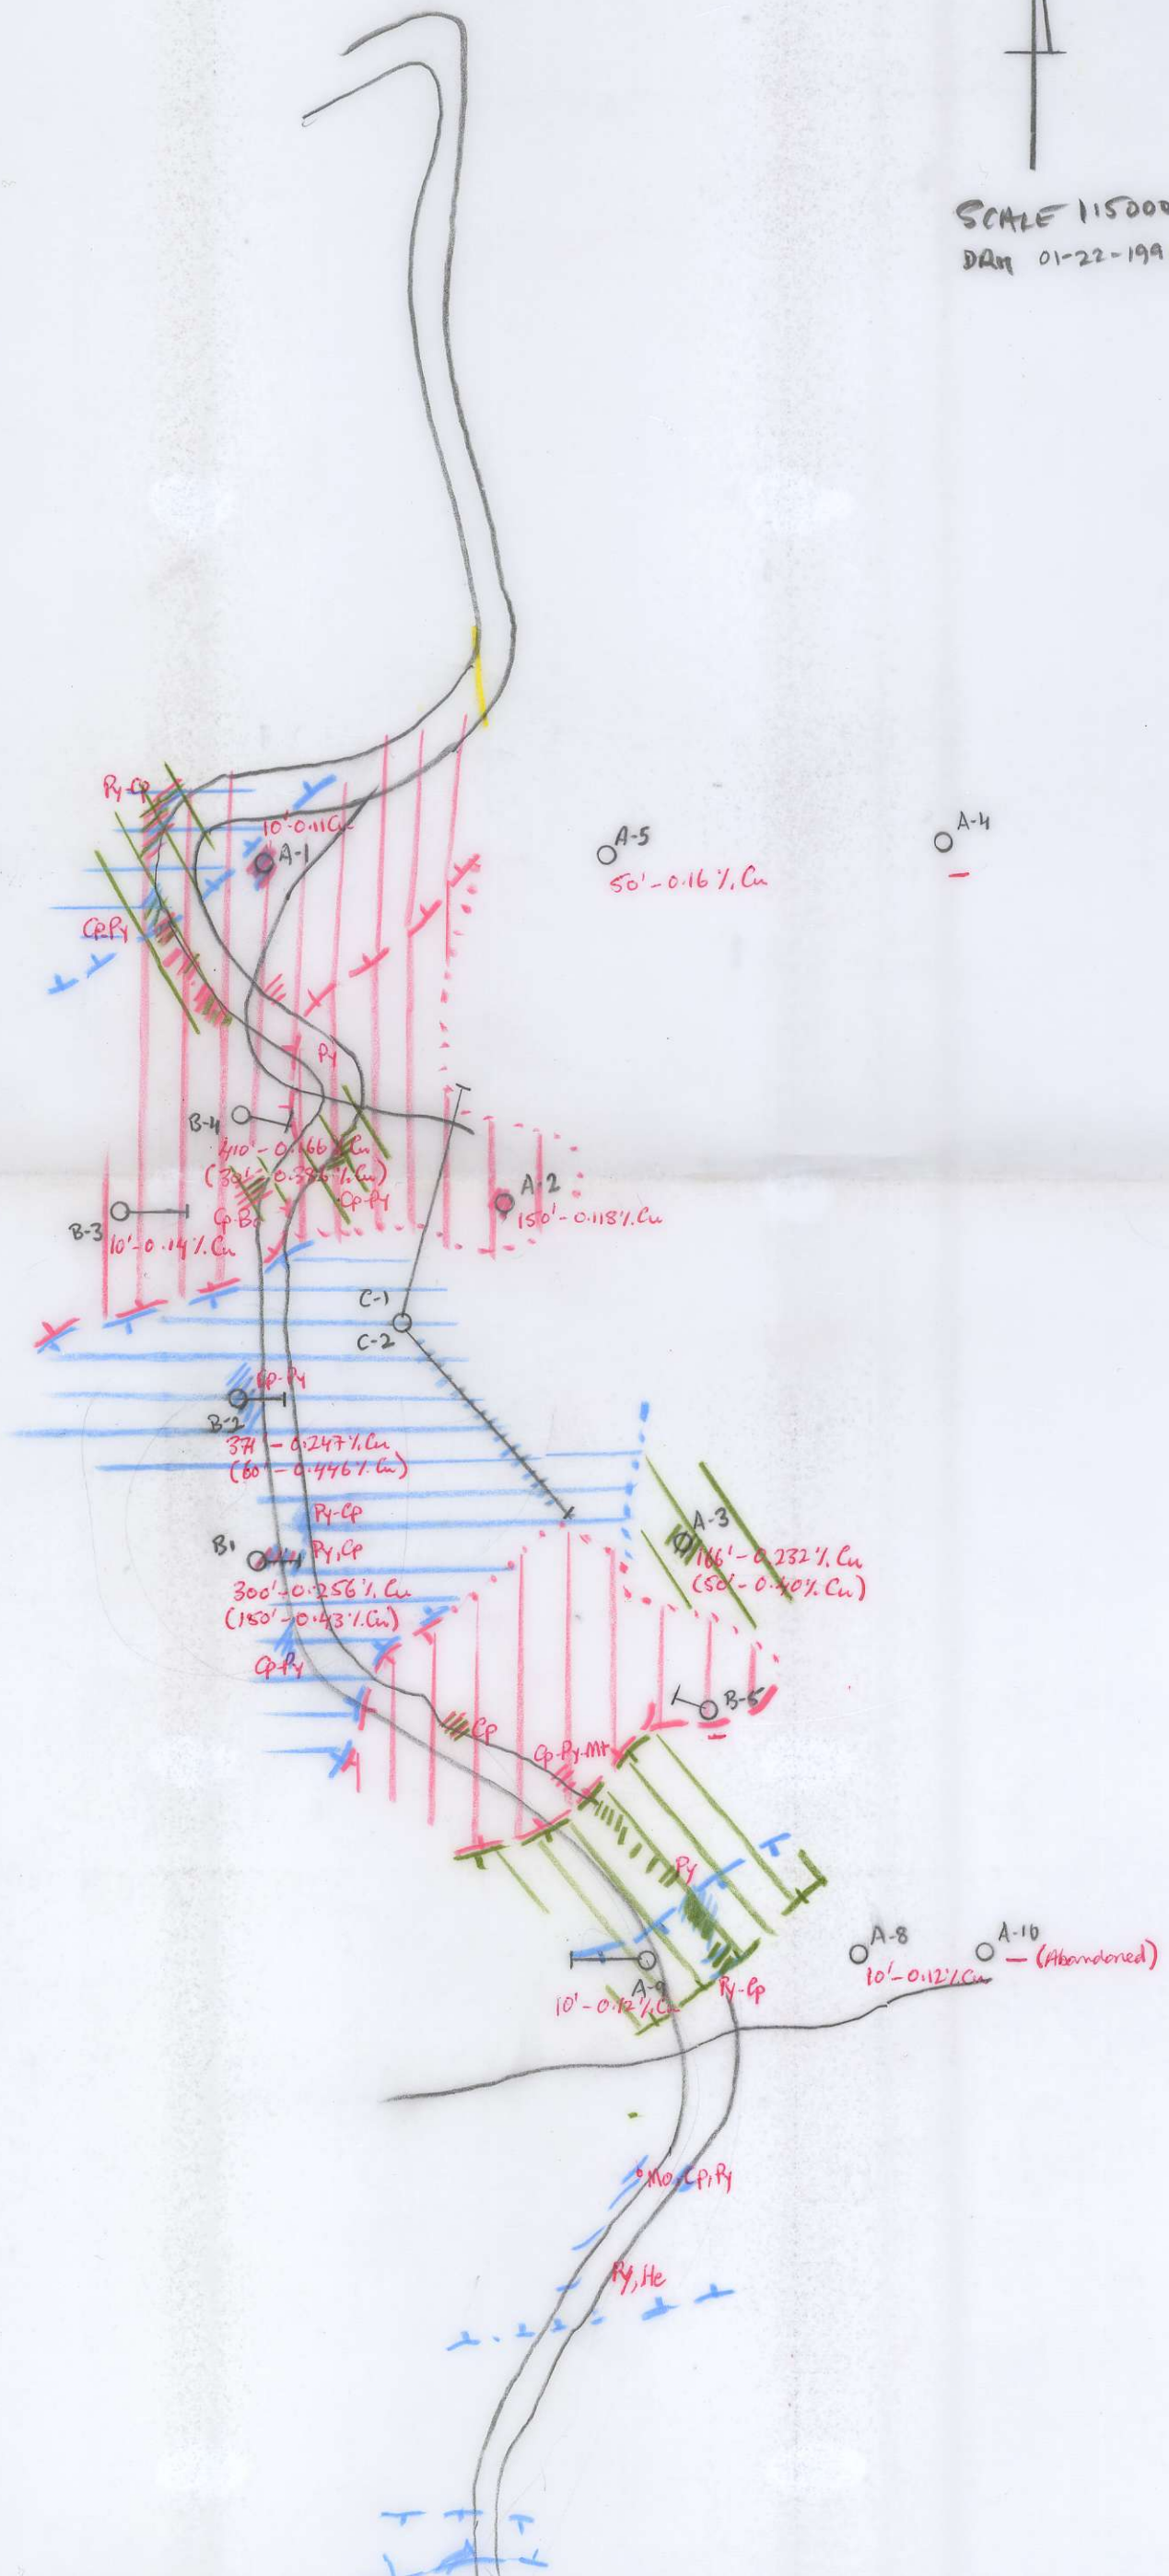 SCALE 1:5000
DRM 01-22-199
Py-Cp
10'-0.11Cu
A-1
A-5
50'-0.16%Cu
A-4
—
Cp-Py
Py
B-4
410'-0.166%Cu
(30'-0.386%Cu)
Cp-Py
Cp-Bo
A-2
150'-0.118%Cu
B-3
10'-0.14%Cu
C-1
C-2
Cp-Py
B-2
371'-0.247%Cu
(60'-0.446%Cu)
Py-Cp
A-3
166'-0.232%Cu
(50'-0.40%Cu)
B1
Py,Cp
300'-0.256%Cu
(150'-0.43%Cu)
Cp-Py
B-5
Cp
Cp-Py-Mt
Py
A-8
10'-0.12%Cu
A-10
— (Abandoned)
A-9
10'-0.12%Cu
Py-Cp
Mo,Cp,Py
Py,He